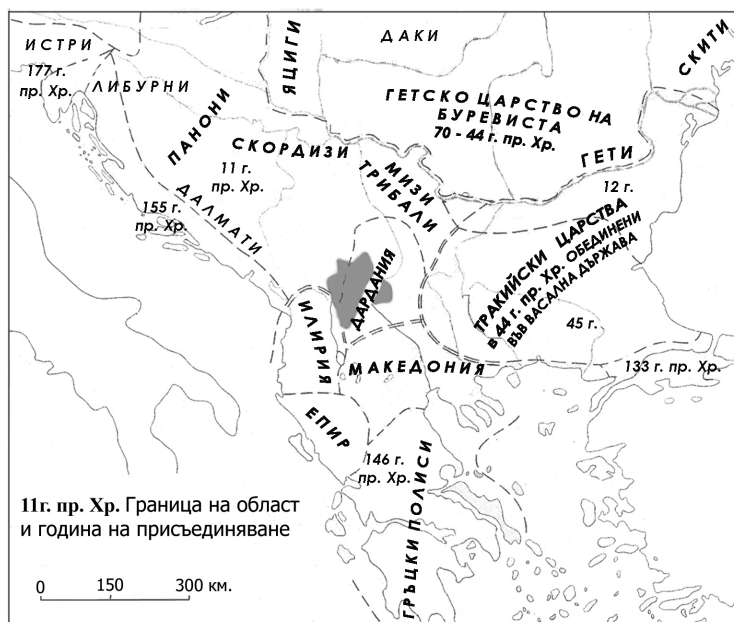 ИСТРИ
177 г.
пр. Хр.
ЛИБУРНИ
ЯЦИГИ
ДАКИ
СКИТИ
ПАНОНИ
СКОРДИЗИ
11 г.
пр. Хр.
ГЕТСКО ЦАРСТВО НА
БУРЕВИСТА
70 - 44 г. пр. Хр.
ГЕТИ
12 г.
МИЗИ
ТРИБАЛИ
155 г.
пр. Хр.
ДАЛМАТИ
ДАРДАНИЯ
ТРАКИЙСКИ ЦАРСТВА
в 44 г. пр. Хр. ОБЕДИНЕНИ
ВЪВ ВАСАЛНА ДЪРЖАВА
45 г.
ИЛИРИЯ
МАКЕДОНИЯ
133 г. пр. Хр.
ЕПИР
146 г.
пр. Хр.
ГРЪЦКИ ПОЛИСИ
11г. пр. Хр. Граница на област
и година на присъединяване
0 150 300 км.